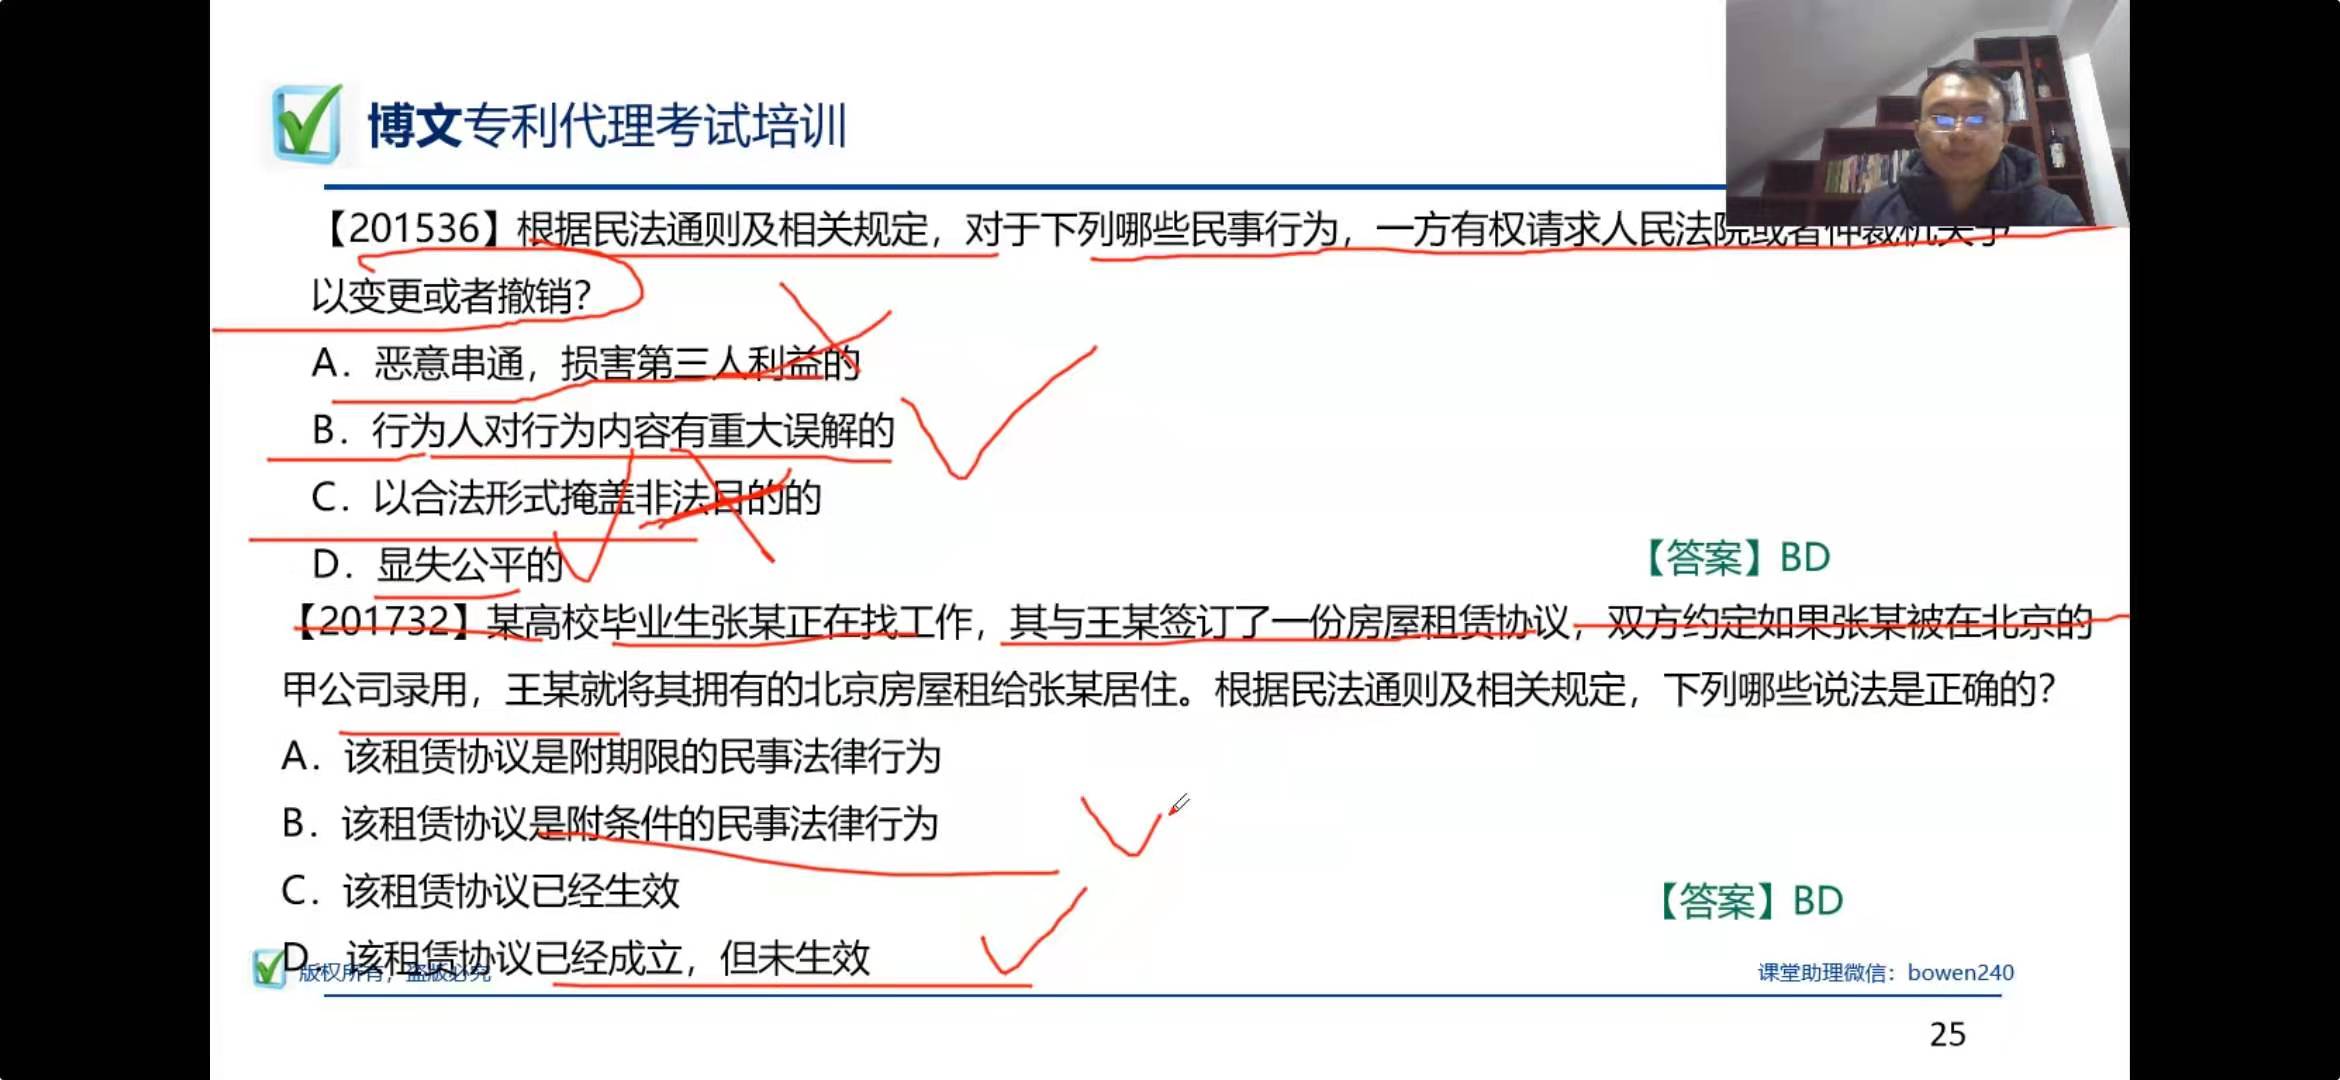 博文专利代理考试培训
【201536】根据民法通则及相关规定，对于下列哪些民事行为，一方有权请求人民法院或者仲裁机关予
以变更或者撤销？
A．恶意串通，损害第三人利益的
B．行为人对行为内容有重大误解的
C．以合法形式掩盖非法目的的
D．显失公平的
【答案】BD
【201732】某高校毕业生张某正在找工作，其与王某签订了一份房屋租赁协议，双方约定如果张某被在北京的
甲公司录用，王某就将其拥有的北京房屋租给张某居住。根据民法通则及相关规定，下列哪些说法是正确的？
A．该租赁协议是附期限的民事法律行为
B．该租赁协议是附条件的民事法律行为
C．该租赁协议已经生效
【答案】BD
D．该租赁协议已经成立，但未生效
版权所有，盗版必究
课堂助理微信：bowen240
25